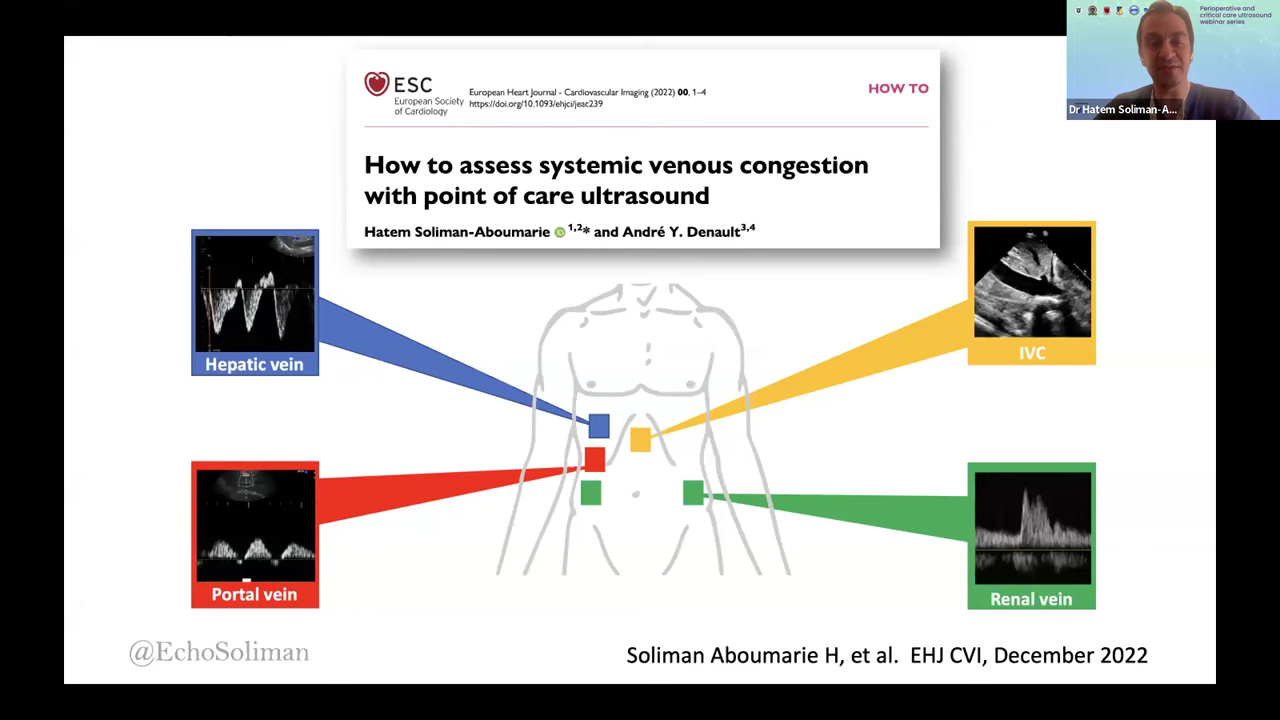 Perioperative and
critical care ultrasound
webinar series
Dr Hatem Soliman-A...
ESC
European Society
of Cardiology
European Heart Journal - Cardiovascular Imaging (2022) 00, 1–4
https://doi.org/10.1093/ehjci/jeac239
HOW TO
How to assess systemic venous congestion
with point of care ultrasound
Hatem Soliman-Aboumarie 1,2* and André Y. Denault3,4
Hepatic vein
IVC
Portal vein
Renal vein
@EchoSoliman
Soliman Aboumarie H, et al. EHJ CVI, December 2022